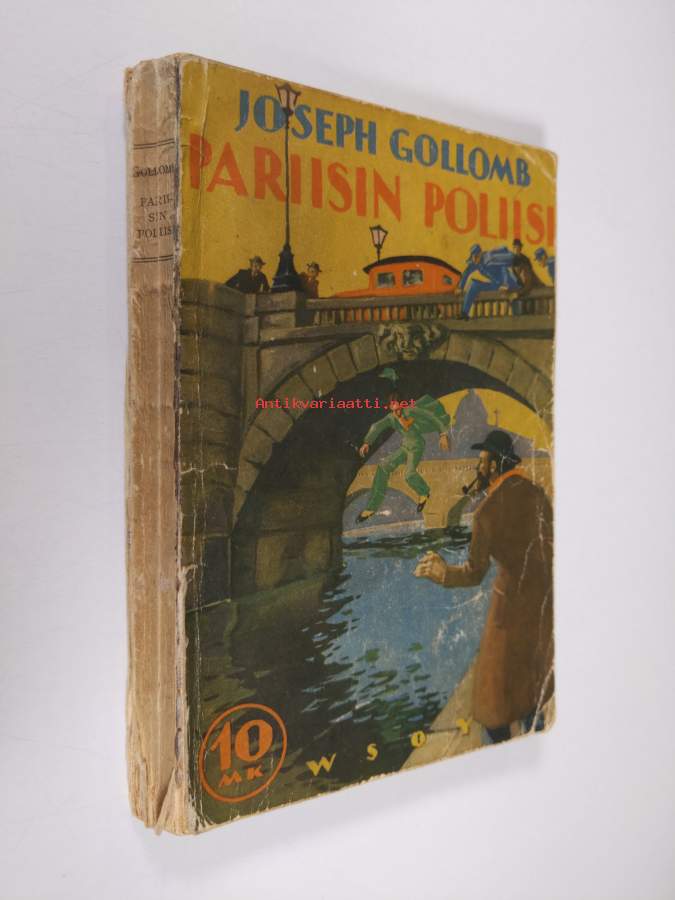 GOLLOMB
PARII-
SIN
POLIISI
JOSEPH GOLLOMB
PARIISIN POLIISI
Antikvariaatti.net
10
MK
WSOY